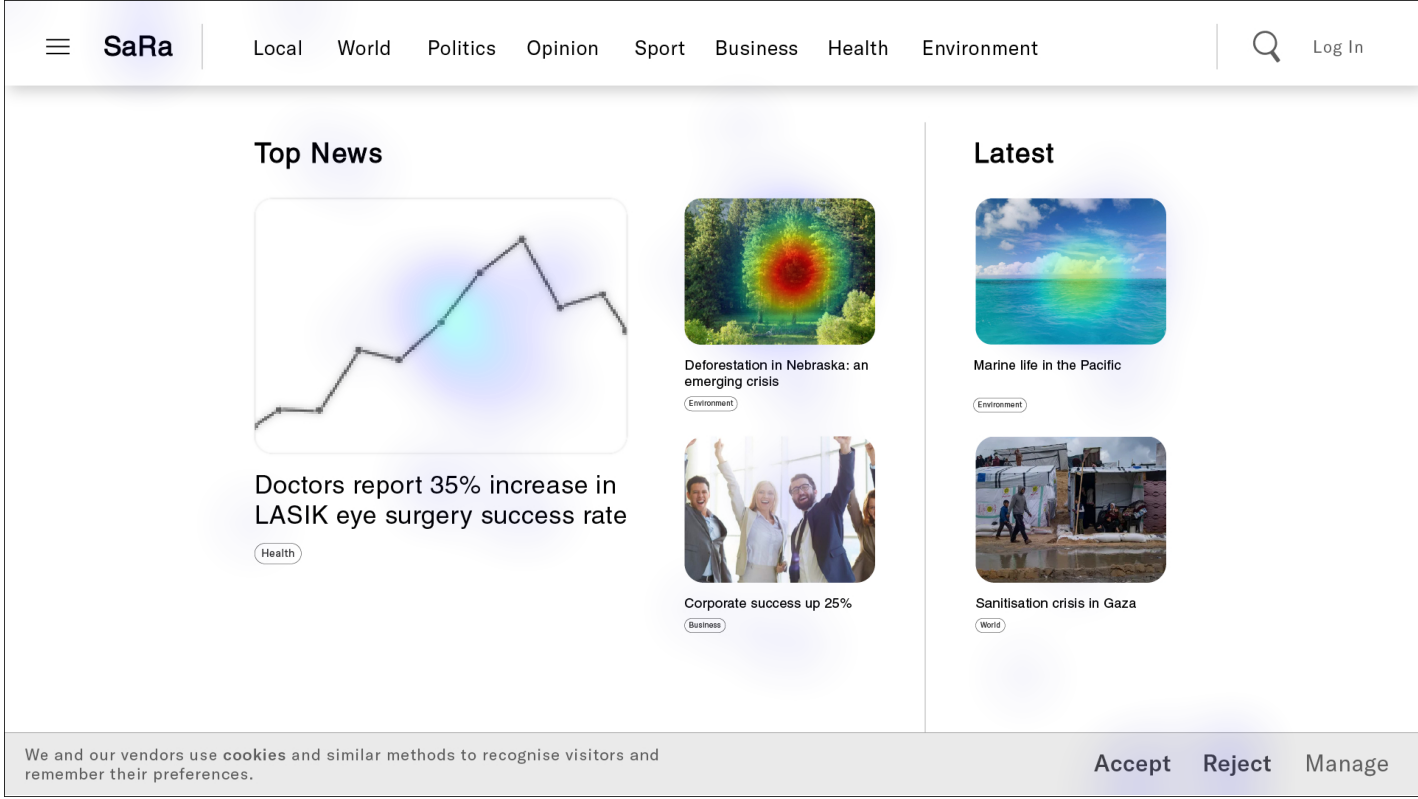 SaRa
Local World Politics Opinion Sport Business Health Environment
Log In
Top News
Doctors report 35% increase in
LASIK eye surgery success rate
Health
Deforestation in Nebraska: an
emerging crisis
Environment
Corporate success up 25%
Business
Latest
Marine life in the Pacific
Environment
Sanitisation crisis in Gaza
World
We and our vendors use cookies and similar methods to recognise visitors and
remember their preferences.
Accept Reject Manage